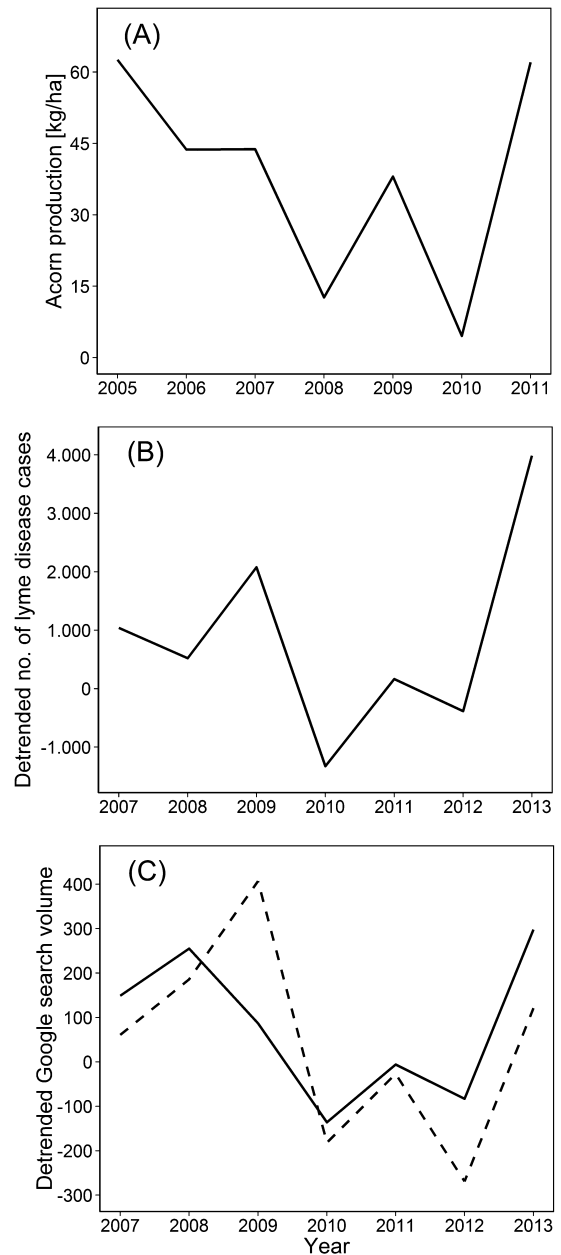 (A)
Acorn production [kg/ha]
60
45
30
15
0
2005 2006 2007 2008 2009 2010 2011
(B)
Detrended no. of lyme disease cases
4.000
3.000
2.000
1.000
0
-1.000
2007 2008 2009 2010 2011 2012 2013
(C)
Detrended Google search volume
400
300
200
100
0
-100
-200
-300
2007 2008 2009 2010 2011 2012 2013
Year